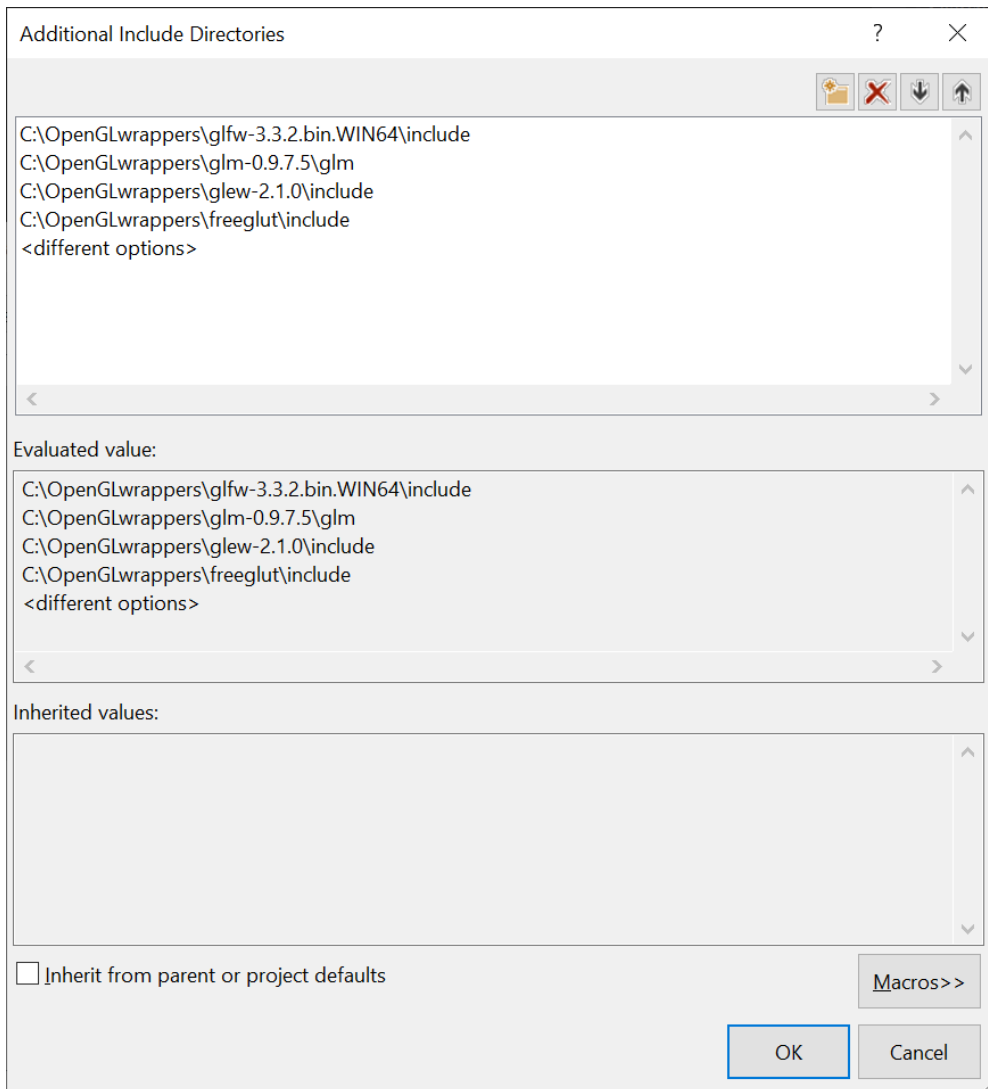 Additional Include Directories
?
C:\OpenGLwrappers\glfw-3.3.2.bin.WIN64\include
C:\OpenGLwrappers\glm-0.9.7.5\glm
C:\OpenGLwrappers\glew-2.1.0\include
C:\OpenGLwrappers\freeglut\include
<different options>
Evaluated value:
C:\OpenGLwrappers\glfw-3.3.2.bin.WIN64\include
C:\OpenGLwrappers\glm-0.9.7.5\glm
C:\OpenGLwrappers\glew-2.1.0\include
C:\OpenGLwrappers\freeglut\include
<different options>
Inherited values:
Inherit from parent or project defaults
Macros>>
OK
Cancel